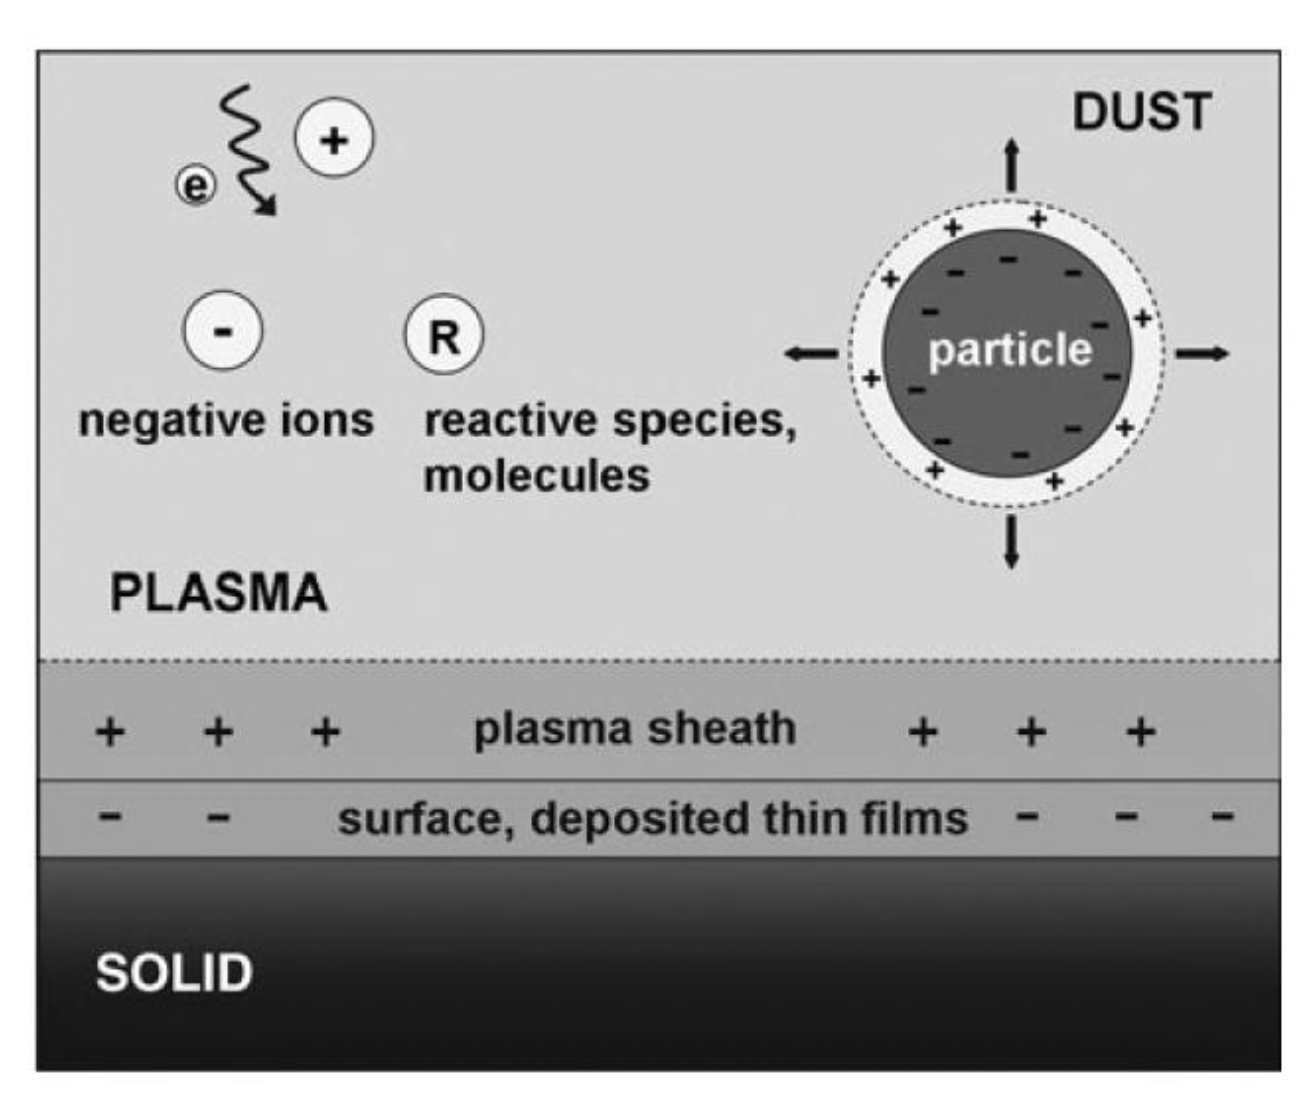 DUST
e
+
-
R
negative ions
reactive species,
molecules
+ +
+
+
+
+
+ +
- - -
- -
- -
- -
-
particle
PLASMA
+ + + plasma sheath + + +
- - surface, deposited thin films - - -
SOLID